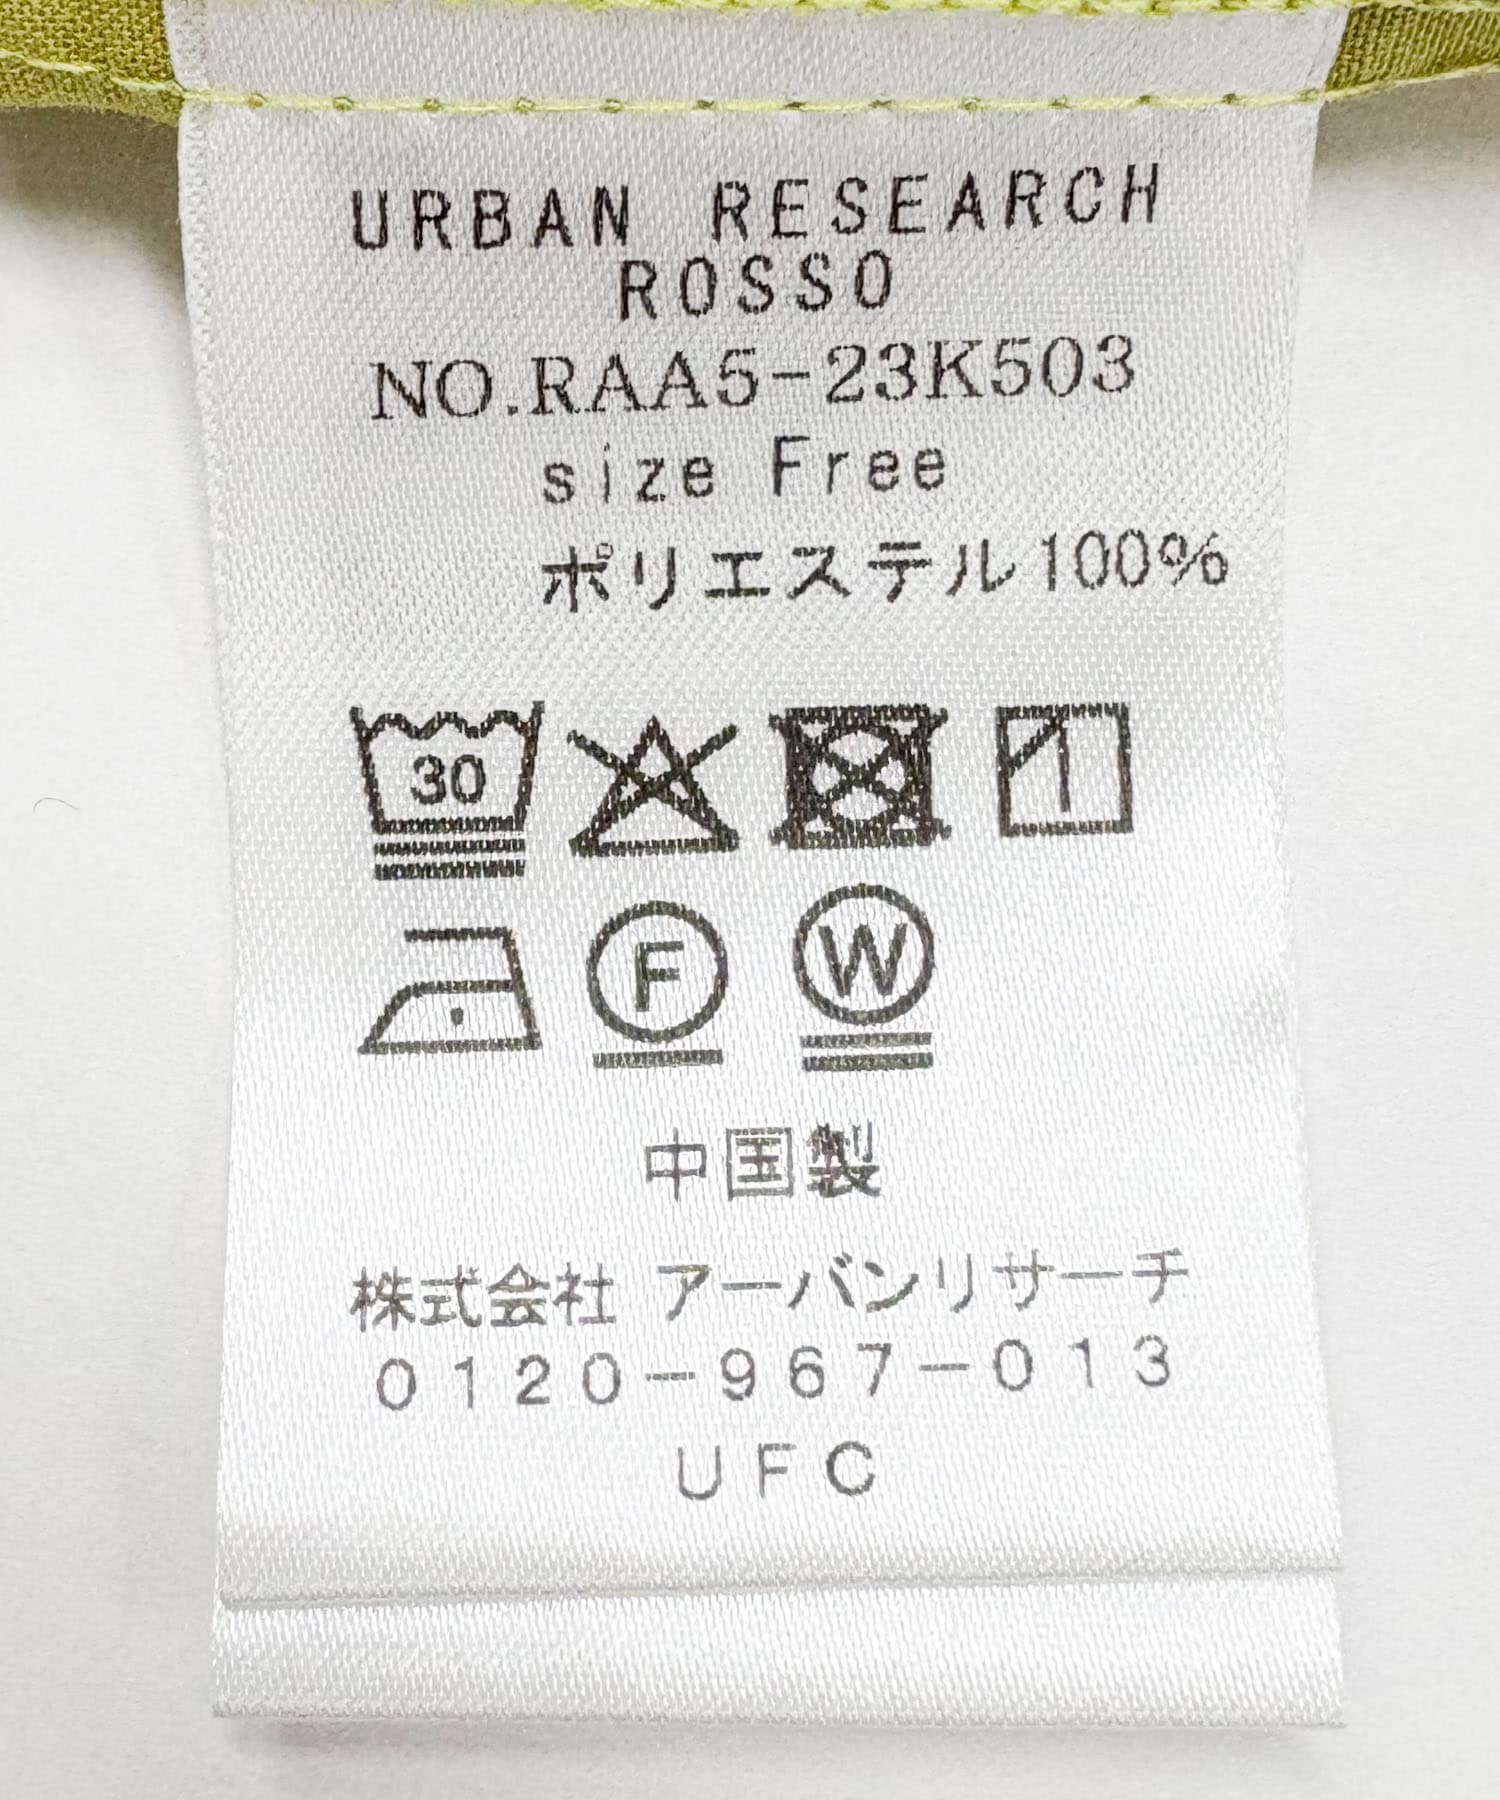 URBAN RESEARCH
ROSSO
NO.RAA5-23K503
size Free
ポリエステル100%
30
F W
中国製
株式会社 アーバンリサーチ
0120-967-013
UFC